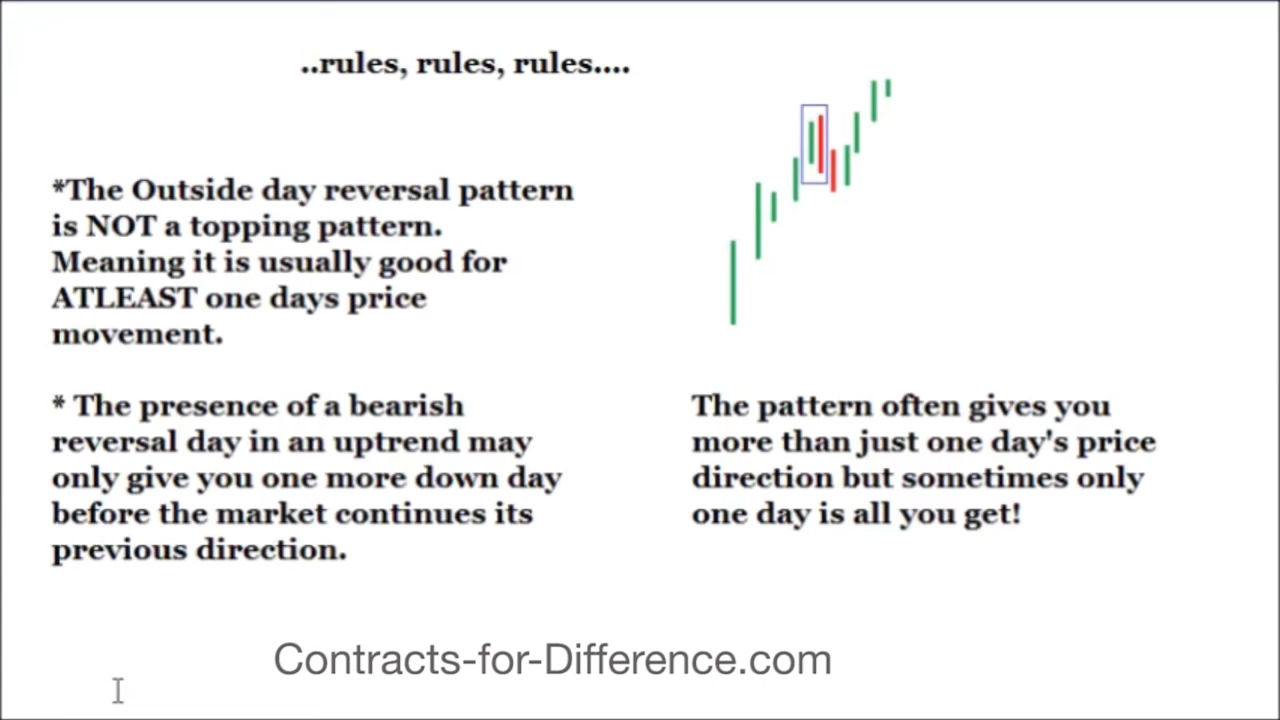 ..rules, rules, rules....
*The Outside day reversal pattern
is NOT a topping pattern.
Meaning it is usually good for
ATLEAST one days price
movement.
* The presence of a bearish
reversal day in an uptrend may
only give you one more down day
before the market continues its
previous direction.
The pattern often gives you
more than just one day's price
direction but sometimes only
one day is all you get!
Contracts-for-Difference.com